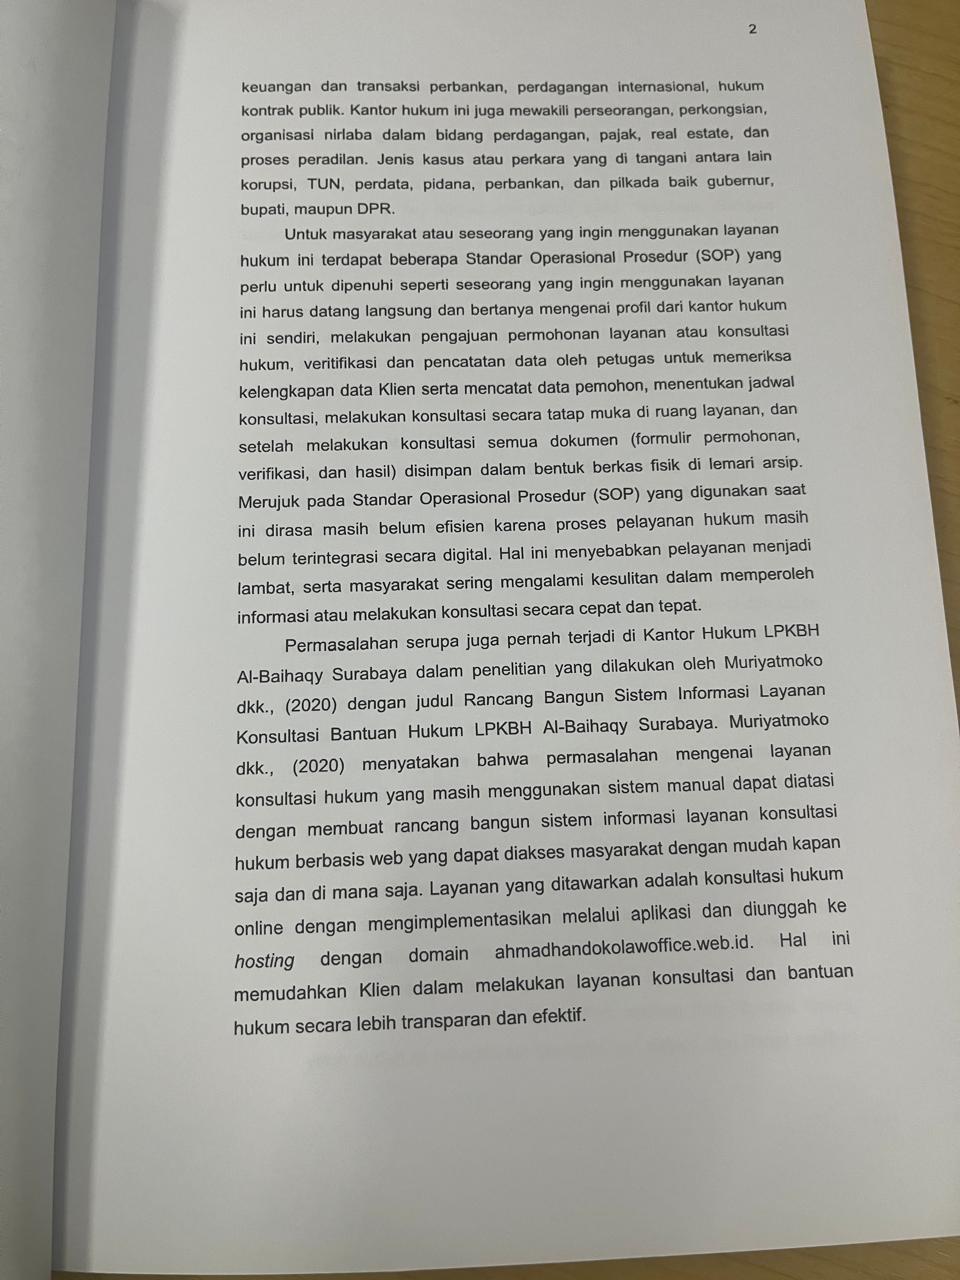 2
keuangan dan transaksi perbankan, perdagangan internasional, hukum
kontrak publik. Kantor hukum ini juga mewakili perseorangan, perkongsian,
organisasi nirlaba dalam bidang perdagangan, pajak, real estate, dan
proses peradilan. Jenis kasus atau perkara yang di tangani antara lain
korupsi, TUN, perdata, pidana, perbankan, dan pilkada baik gubernur,
bupati, maupun DPR.
Untuk masyarakat atau seseorang yang ingin menggunakan layanan
hukum ini terdapat beberapa Standar Operasional Prosedur (SOP) yang
perlu untuk dipenuhi seperti seseorang yang ingin menggunakan layanan
ini harus datang langsung dan bertanya mengenai profil dari kantor hukum
ini sendiri, melakukan pengajuan permohonan layanan atau konsultasi
hukum, veritifikasi dan pencatatan data oleh petugas untuk memeriksa
kelengkapan data Klien serta mencatat data pemohon, menentukan jadwal
konsultasi, melakukan konsultasi secara tatap muka di ruang layanan, dan
setelah melakukan konsultasi semua dokumen (formulir permohonan,
verifikasi, dan hasil) disimpan dalam bentuk berkas fisik di lemari arsip.
Merujuk pada Standar Operasional Prosedur (SOP) yang digunakan saat
ini dirasa masih belum efisien karena proses pelayanan hukum masih
belum terintegrasi secara digital. Hal ini menyebabkan pelayanan menjadi
lambat, serta masyarakat sering mengalami kesulitan dalam memperoleh
informasi atau melakukan konsultasi secara cepat dan tepat.
Permasalahan serupa juga pernah terjadi di Kantor Hukum LPKBH
Al-Baihaqy Surabaya dalam penelitian yang dilakukan oleh Muriyatmoko
dkk., (2020) dengan judul Rancang Bangun Sistem Informasi Layanan
Konsultasi Bantuan Hukum LPKBH Al-Baihaqy Surabaya. Muriyatmoko
dkk., (2020) menyatakan bahwa permasalahan mengenai layanan
konsultasi hukum yang masih menggunakan sistem manual dapat diatasi
dengan membuat rancang bangun sistem informasi layanan konsultasi
hukum berbasis web yang dapat diakses masyarakat dengan mudah kapan
saja dan di mana saja. Layanan yang ditawarkan adalah konsultasi hukum
online dengan mengimplementasikan melalui aplikasi dan diunggah ke
hosting dengan domain ahmadhandokolawoffice.web.id. Hal ini
memudahkan Klien dalam melakukan layanan konsultasi dan bantuan
hukum secara lebih transparan dan efektif.